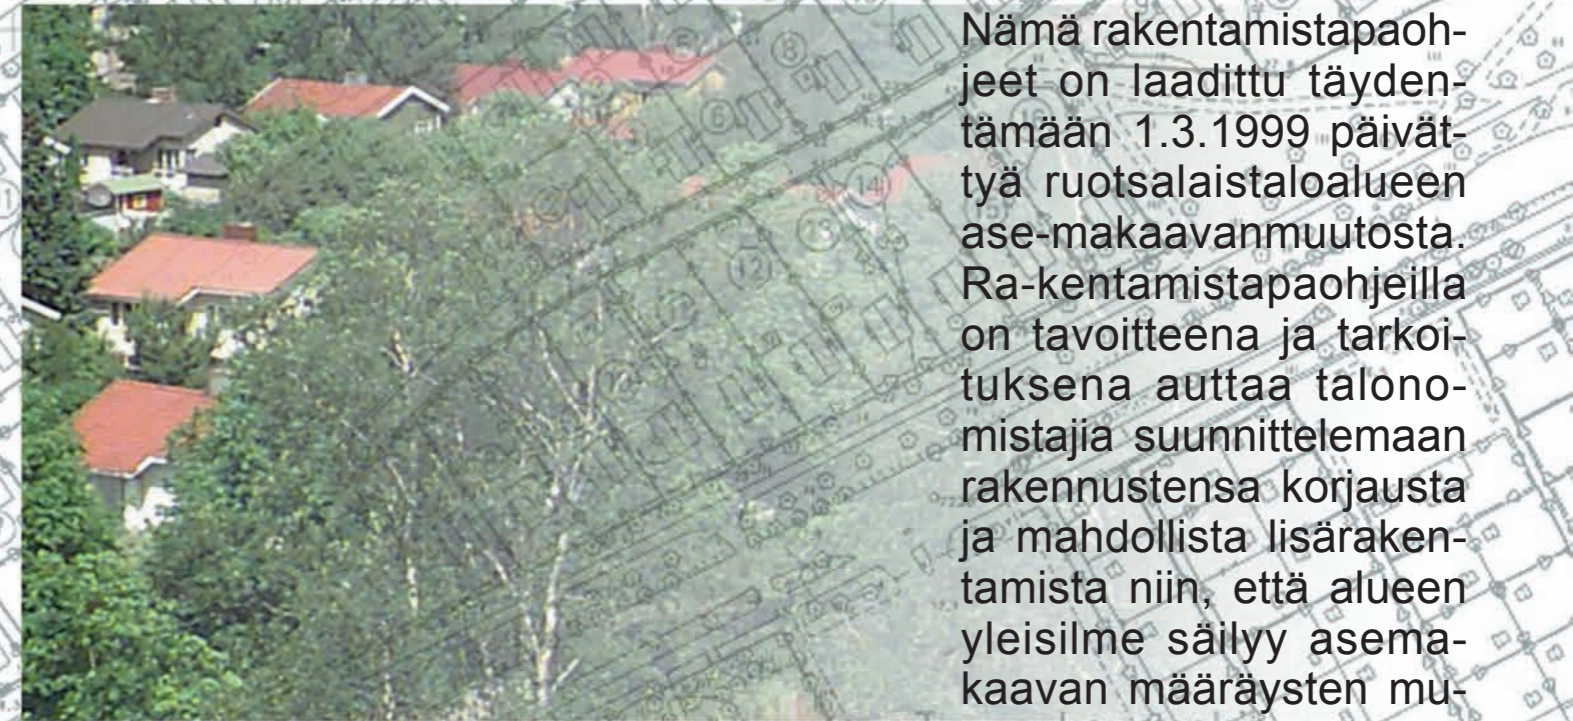 Nämä rakentamistapaoh-
jeet on laadittu täyden-
tämään 1.3.1999 päivät-
tyä ruotsalaistaloalueen
ase-makaavanmuutosta.
Ra-kentamistapaohjeilla
on tavoitteena ja tarkoi-
tuksena auttaa talono-
mistajia suunnittelemaan
rakennustensa korjausta
ja mahdollista lisäraken-
tamista niin, että alueen
yleisilme säilyy asema-
kaavan määräysten mu-